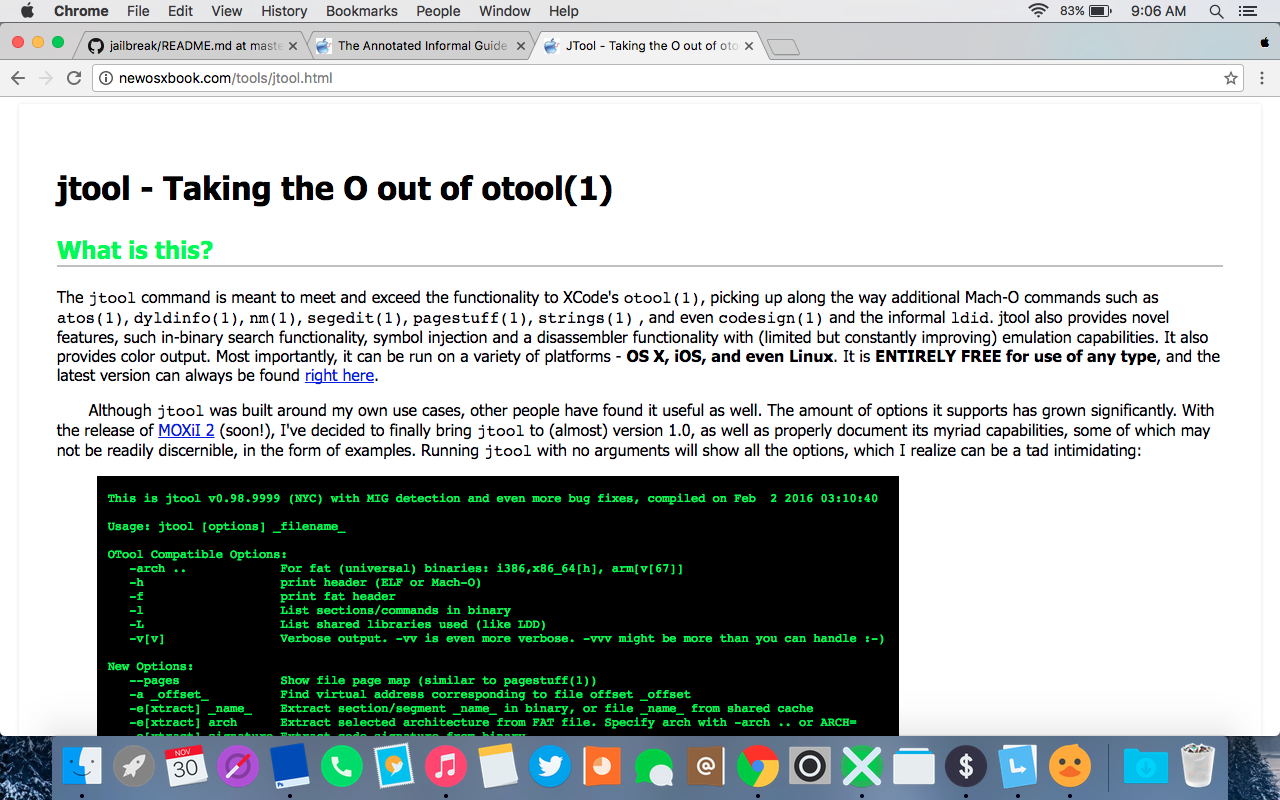 Chrome File Edit View History Bookmarks People Window Help 83% 9:06 AM
jailbreak/README.md at maste The Annotated Informal Guide JTool - Taking the O out of oto
newosxbook.com/tools/jtool.html
jtool - Taking the O out of otool(1)
What is this?
The jtool command is meant to meet and exceed the functionality to XCode's otool(1), picking up along the way additional Mach-O commands such as
atos(1), dyldinfo(1), nm(1), segedit(1), pagestuff(1), strings(1) , and even codesign(1) and the informal ldid. jtool also provides novel
features, such in-binary search functionality, symbol injection and a disassembler functionality with (limited but constantly improving) emulation capabilities. It also
provides color output. Most importantly, it can be run on a variety of platforms - OS X, iOS, and even Linux. It is ENTIRELY FREE for use of any type, and the
latest version can always be found right here.
Although jtool was built around my own use cases, other people have found it useful as well. The amount of options it supports has grown significantly. With
the release of MOXiI 2 (soon!), I've decided to finally bring jtool to (almost) version 1.0, as well as properly document its myriad capabilities, some of which may
not be readily discernible, in the form of examples. Running jtool with no arguments will show all the options, which I realize can be a tad intimidating:
This is jtool v0.98.9999 (NYC) with MIG detection and even more bug fixes, compiled on Feb  2 2016 03:10:40
Usage: jtool [options] _filename_
OTool Compatible Options:
-arch .. For fat (universal) binaries: i386,x86_64[h], arm[v[67]]
-h print header (ELF or Mach-O)
-f print fat header
-l List sections/commands in binary
-L List shared libraries used (like LDD)
-v[v] Verbose output. -vv is even more verbose. -vvv might be more than you can handle :-)
New Options:
--pages Show file page map (similar to pagestuff(1))
-a _offset_ Find virtual address corresponding to file offset _offset
-e[xtract] _name_ Extract section/segment _name_ in binary, or file _name_ from shared cache
-e[xtract] arch Extract selected architecture from FAT file. Specify arch with -arch .. or ARCH=
-e[xtract] signature Extract code signature from binary
NOV
30